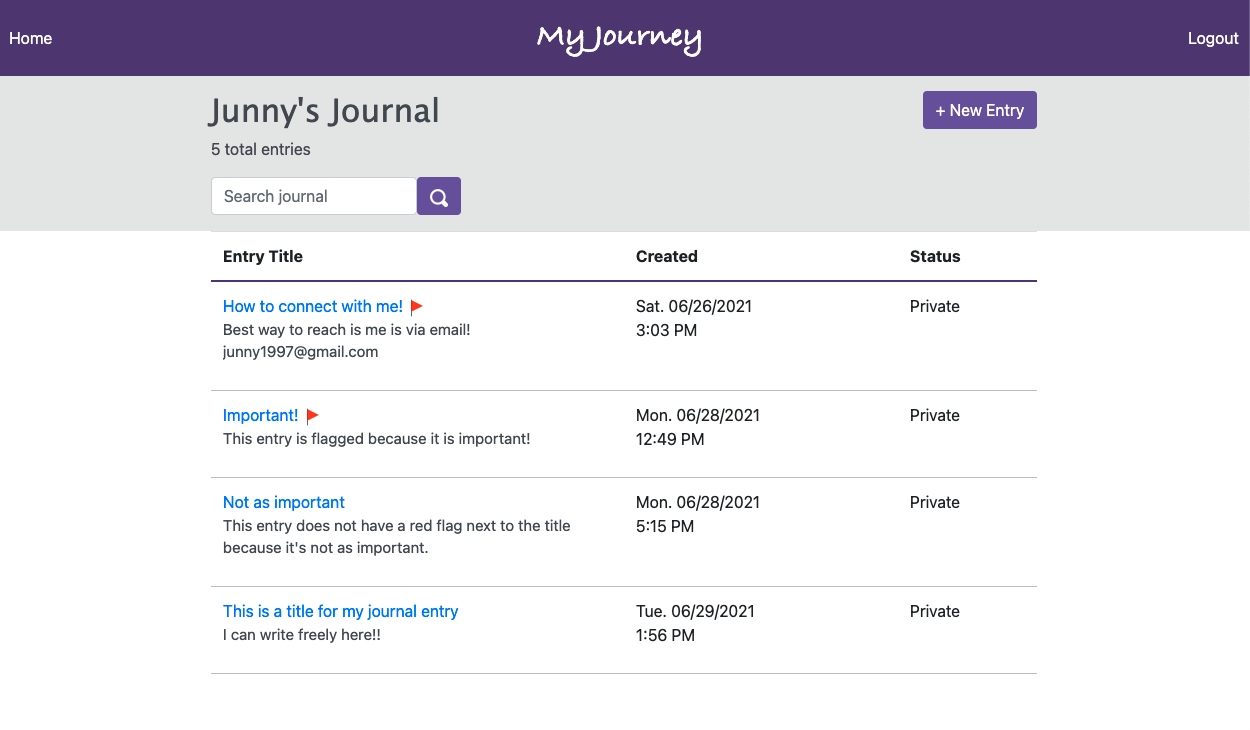 Home
MyJourney
Logout
Junny's Journal
+ New Entry
5 total entries
Search journal
Entry Title Created Status
How to connect with me! Sat. 06/26/2021 Private
Best way to reach is me is via email! 3:03 PM
junny1997@gmail.com
Important! Mon. 06/28/2021 Private
This entry is flagged because it is important! 12:49 PM
Not as important Mon. 06/28/2021 Private
This entry does not have a red flag next to the title 5:15 PM
because it's not as important.
This is a title for my journal entry Tue. 06/29/2021 Private
I can write freely here!! 1:56 PM